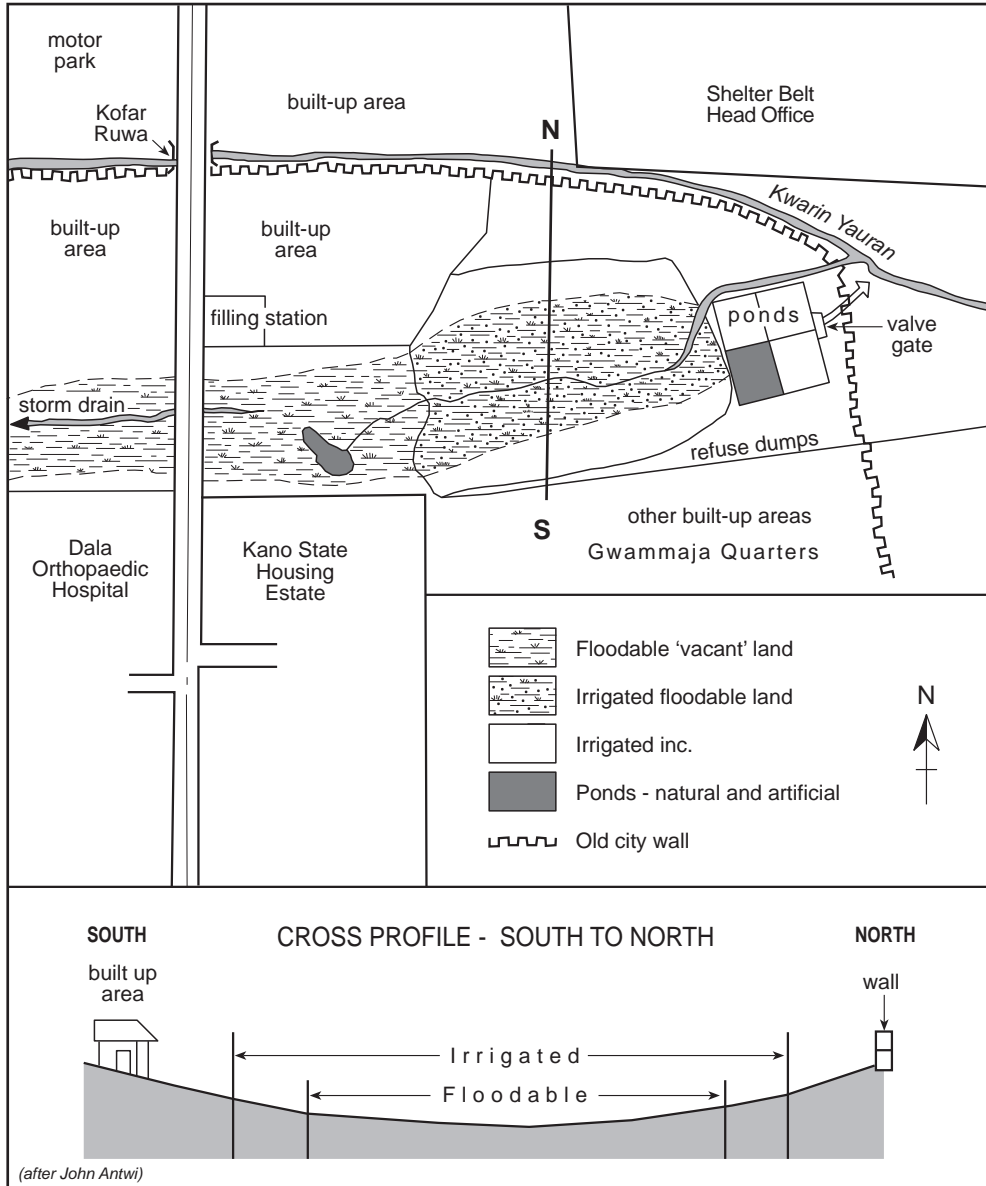 motor
park
Kofar
Ruwa
built-up area
Shelter Belt
Head Office
N
Kwarin Yauran
built-up
area
built-up
area
filling station
ponds
valve
gate
storm drain
refuse dumps
S
other built-up areas
Gwammaja Quarters
Dala
Orthopaedic
Hospital
Kano State
Housing
Estate
Floodable ‘vacant’ land
Irrigated floodable land
Irrigated inc.
Ponds - natural and artificial
Old city wall
N
SOUTH
CROSS PROFILE - SOUTH TO NORTH
NORTH
built up
area
wall
Irrigated
Floodable
(after John Antwi)